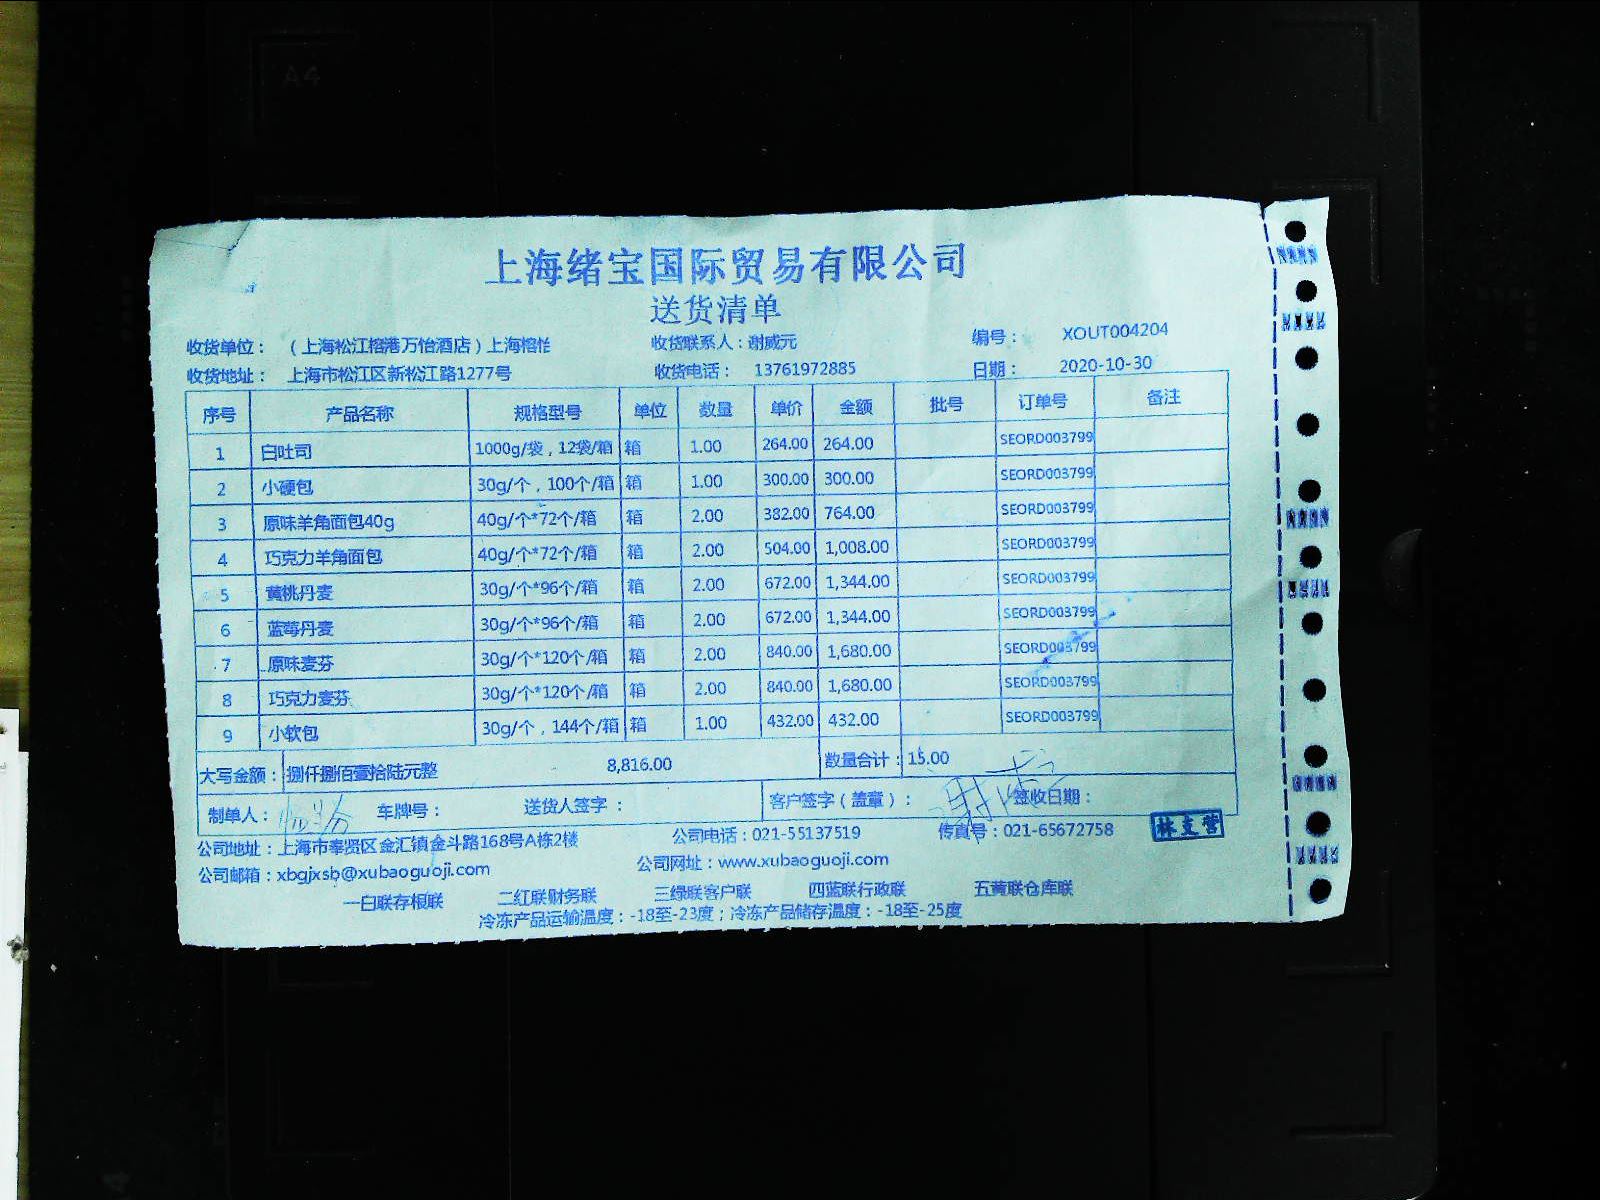 A4
上海绪宝国际贸易有限公司
送货清单
收货单位：（上海松江榕港万怡酒店）上海榕怡 收货联系人：谢威元 编号： XOUT004204
收货地址： 上海市松江区新松江路1277号 收货电话： 13761972885 日期： 2020-10-30
序号 产品名称 规格型号 单位 数量 单价 金额 批号 订单号 备注
1 白吐司 1000g/袋，12袋/箱 箱 1.00 264.00 264.00 SEORD003799
2 小硬包 30g/个，100个/箱 箱 1.00 300.00 300.00 SEORD003799
3 原味羊角面包40g 40g/个*72个/箱 箱 2.00 382.00 764.00 SEORD003799
4 巧克力羊角面包 40g/个*72个/箱 箱 2.00 504.00 1,008.00 SEORD003799
5 黄桃丹麦 30g/个*96个/箱 箱 2.00 672.00 1,344.00 SEORD003799
6 蓝莓丹麦 30g/个*96个/箱 箱 2.00 672.00 1,344.00 SEORD003799
7 原味麦芬 30g/个*120个/箱 箱 2.00 840.00 1,680.00 SEORD003799
8 巧克力麦芬 30g/个*120个/箱 箱 2.00 840.00 1,680.00 SEORD003799
9 小软包 30g/个，144个/箱 箱 1.00 432.00 432.00 SEORD003799
大写金额： 捌仟捌佰壹拾陆元整 8,816.00 数量合计： 15.00
制单人： 车牌号： 送货人签字： 客户签字（盖章）： 签收日期：
公司地址：上海市奉贤区金汇镇金斗路168号A栋2楼 公司电话：021-55137519 传真号：021-65672758 林支营
公司邮箱：xbgjxsb@xubaoguoji.com 公司网址：www.xubaoguoji.com
一白联存根联 二红联财务联 三绿联客户联 四蓝联行政联 五黄联仓库联
冷冻产品运输温度：-18至-23度；冷冻产品储存温度：-18至-25度